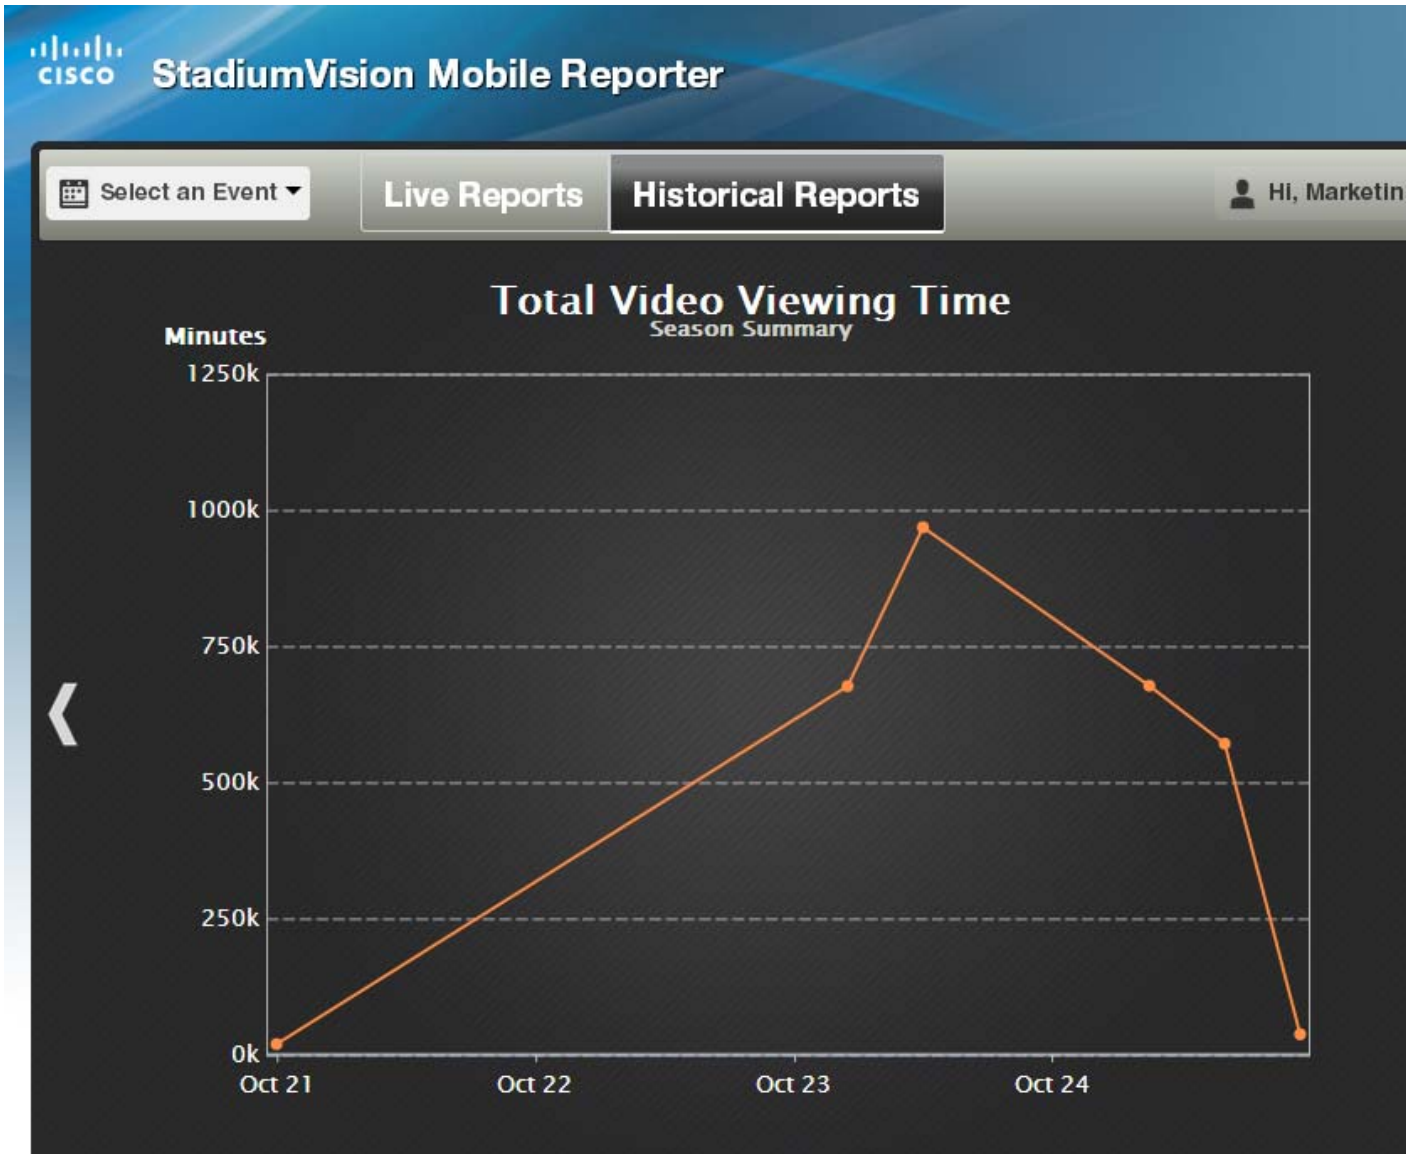 CISCO
StadiumVision Mobile Reporter
Select an Event
Live Reports
Historical Reports
Hi, Marketin
Total Video Viewing Time
Season Summary
Minutes
1250k
1000k
750k
500k
250k
0k
Oct 21
Oct 22
Oct 23
Oct 24